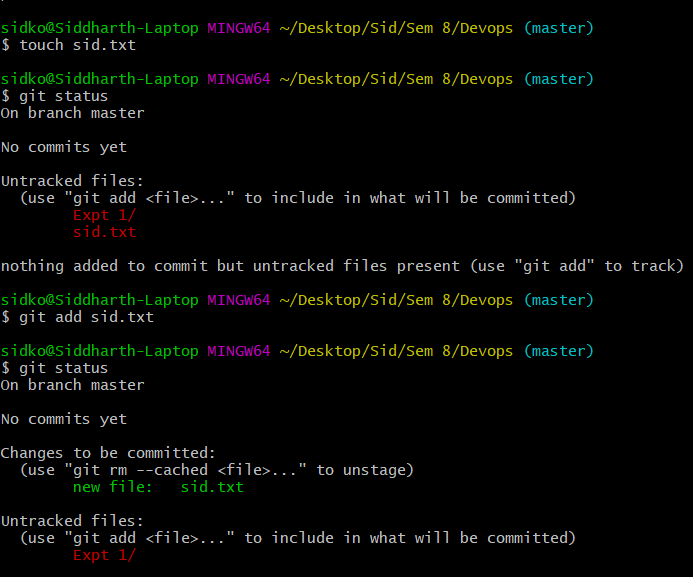 sidko@Siddharth-Laptop MINGW64 ~/Desktop/Sid/Sem 8/Devops (master)
$ touch sid.txt
sidko@Siddharth-Laptop MINGW64 ~/Desktop/Sid/Sem 8/Devops (master)
$ git status
On branch master
No commits yet
Untracked files:
(use "git add <file>..." to include in what will be committed)
Expt 1/
sid.txt
nothing added to commit but untracked files present (use "git add" to track)
sidko@Siddharth-Laptop MINGW64 ~/Desktop/Sid/Sem 8/Devops (master)
$ git add sid.txt
sidko@Siddharth-Laptop MINGW64 ~/Desktop/Sid/Sem 8/Devops (master)
$ git status
On branch master
No commits yet
Changes to be committed:
(use "git rm --cached <file>..." to unstage)
new file:   sid.txt
Untracked files:
(use "git add <file>..." to include in what will be committed)
Expt 1/